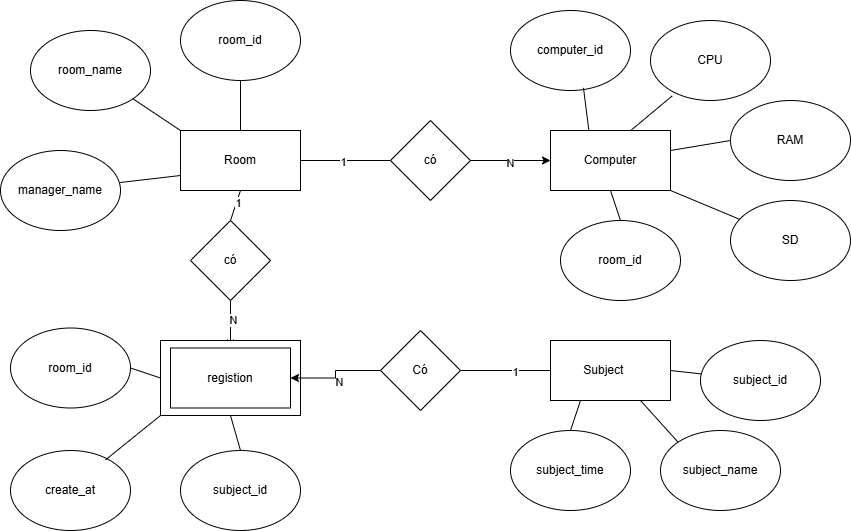 room_id
room_name
computer_id
CPU
RAM
Room
1
có
N
Computer
manager_name
1
SD
có
room_id
N
room_id
registion
N
Có
1
Subject
subject_id
create_at
subject_id
subject_time
subject_name